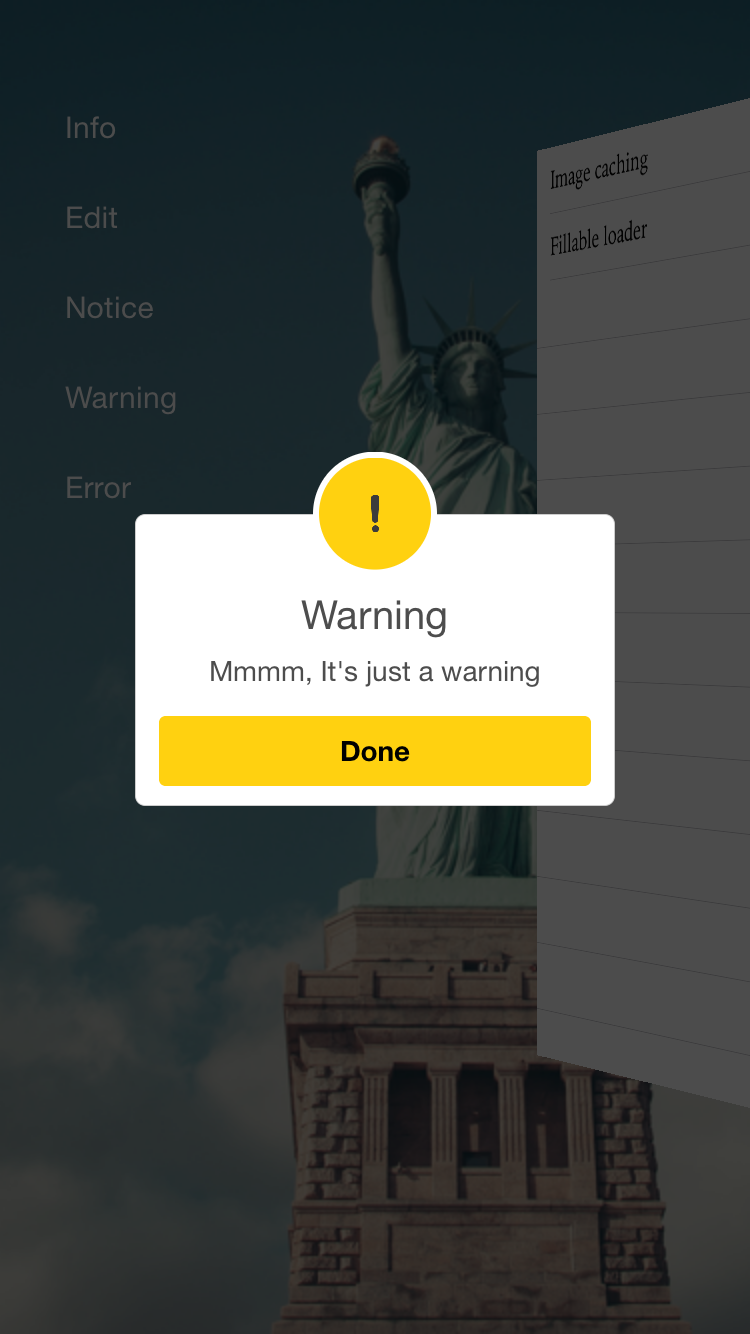 Info
Edit
Notice
Warning
Error
Image caching
Fillable loader
!
Warning
Mmmm, It's just a warning
Done